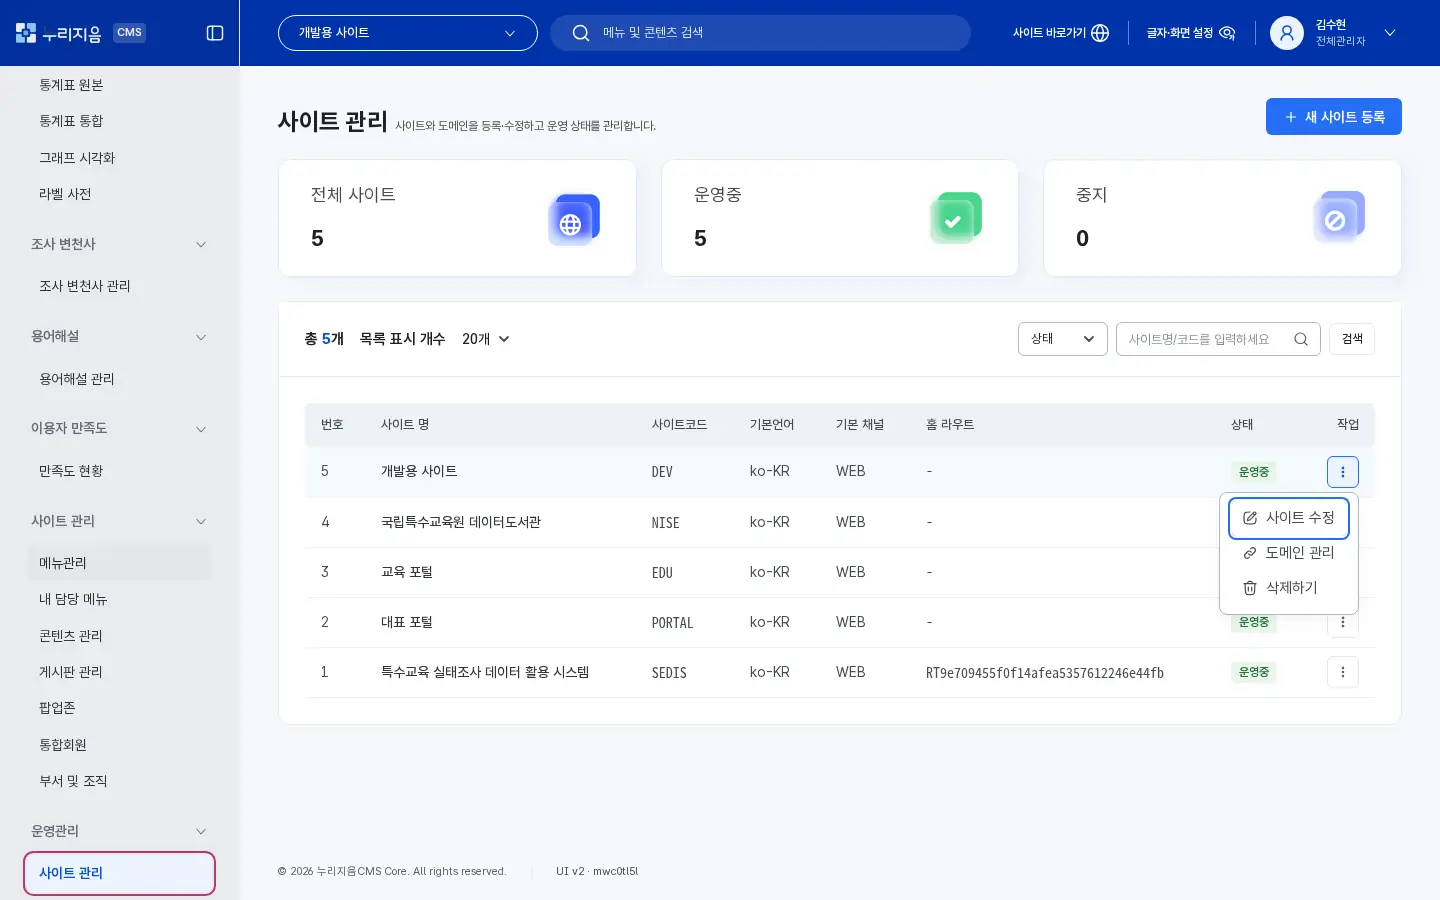 누리지음 CMS
개발용 사이트
메뉴 및 콘텐츠 검색
사이트 바로가기
글자·화면 설정
김수현
전체관리자
통계표 원본
통계표 통합
그래프 시각화
라벨 사전
조사 변천사
조사 변천사 관리
용어해설
용어해설 관리
이용자 만족도
만족도 현황
사이트 관리
메뉴관리
내 담당 메뉴
콘텐츠 관리
게시판 관리
팝업존
통합회원
부서 및 조직
운영관리
사이트 관리
사이트 관리 사이트와 도메인을 등록·수정하고 운영 상태를 관리합니다.
새 사이트 등록
전체 사이트
5
운영중
5
중지
0
총 5개 목록 표시 개수 20개
상태
사이트명/코드를 입력하세요
검색
번호 사이트 명 사이트코드 기본언어 기본 채널 홈 라우트 상태 작업
5 개발용 사이트 DEV ko-KR WEB - 운영중
4 국립특수교육원 데이터도서관 NISE ko-KR WEB -
3 교육 포털 EDU ko-KR WEB -
2 대표 포털 PORTAL ko-KR WEB - 운영중
1 특수교육 실태조사 데이터 활용 시스템 SEDIS ko-KR WEB RT9e709455f0f14afea5357612246e44fb 운영중
사이트 수정
도메인 관리
삭제하기
© 2026 누리지음CMS Core. All rights reserved.
UI v2 · mwc0tl5l